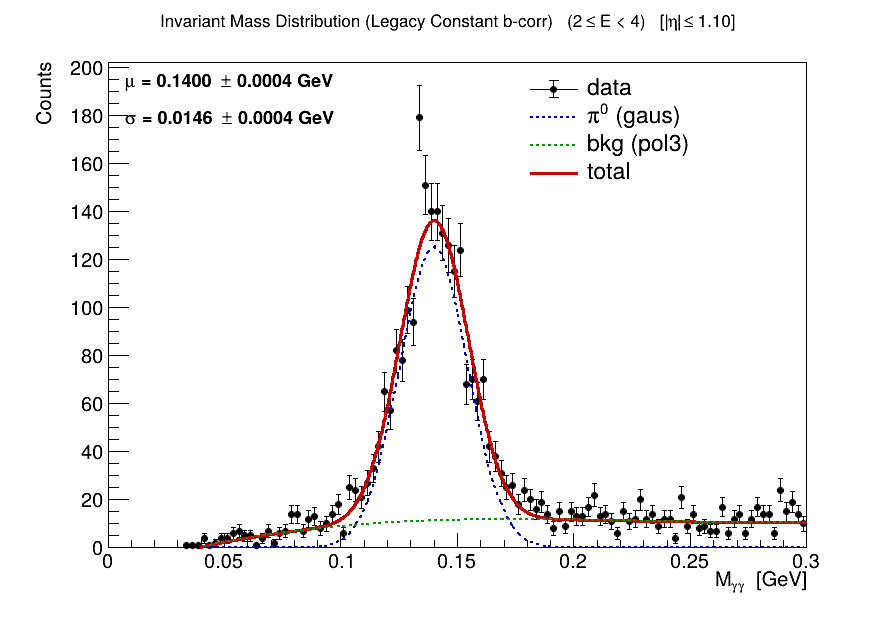 Invariant Mass Distribution (Legacy Constant b-corr) (2 ≤ E < 4) [|η| ≤ 1.10]
Counts
μ = 0.1400 ± 0.0004 GeV
σ = 0.0146 ± 0.0004 GeV
data
π⁰ (gaus)
bkg (pol3)
total
200
180
160
140
120
100
80
60
40
20
0
0 0.05 0.1 0.15 0.2 0.25 0.3
Mγγ [GeV]